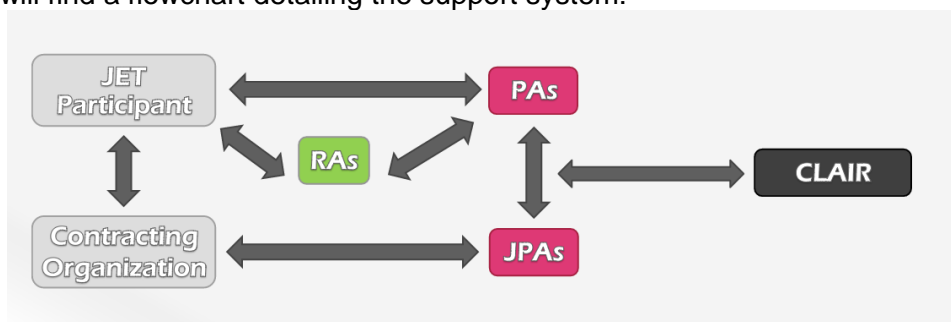 will find a flowchart detailing the support system.
JET
Participant
PAs
RAs
CLAIR
Contracting
Organization
JPAs